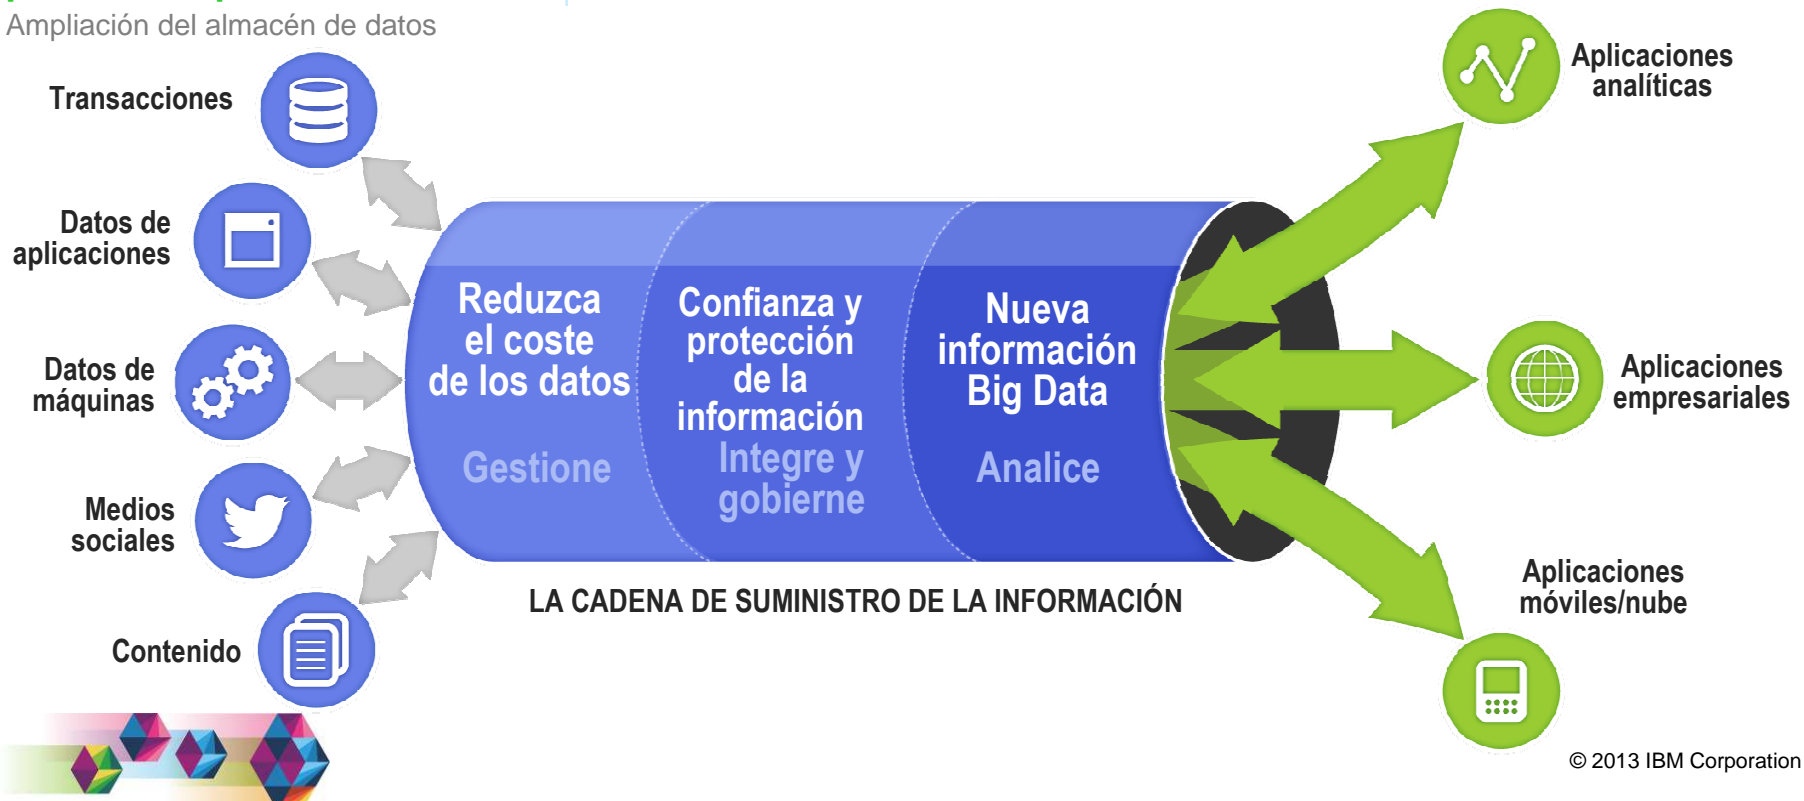 Ampliación del almacén de datos
Transacciones
Datos de
aplicaciones
Datos de
máquinas
Medios
sociales
Contenido
Reduzca
el coste
de los datos
Gestione
Confianza y
protección
de la
información
Integre y
gobierne
Nueva
información
Big Data
Analice
LA CADENA DE SUMINISTRO DE LA INFORMACIÓN
Aplicaciones
analíticas
Aplicaciones
empresariales
Aplicaciones
móviles/nube
© 2013 IBM Corporation